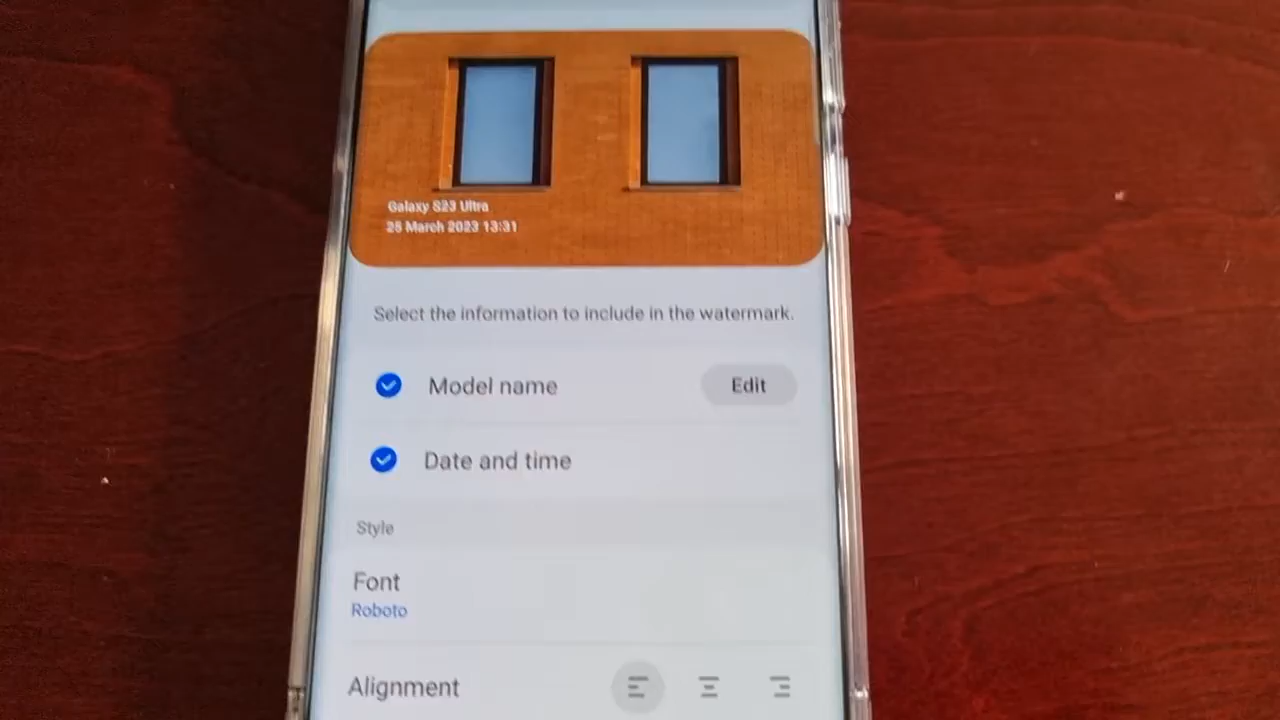 Galaxy S23 Ultra
25 March 2023 13:31
Select the information to include in the watermark.
Model name
Edit
Date and time
Style
Font
Roboto
Alignment